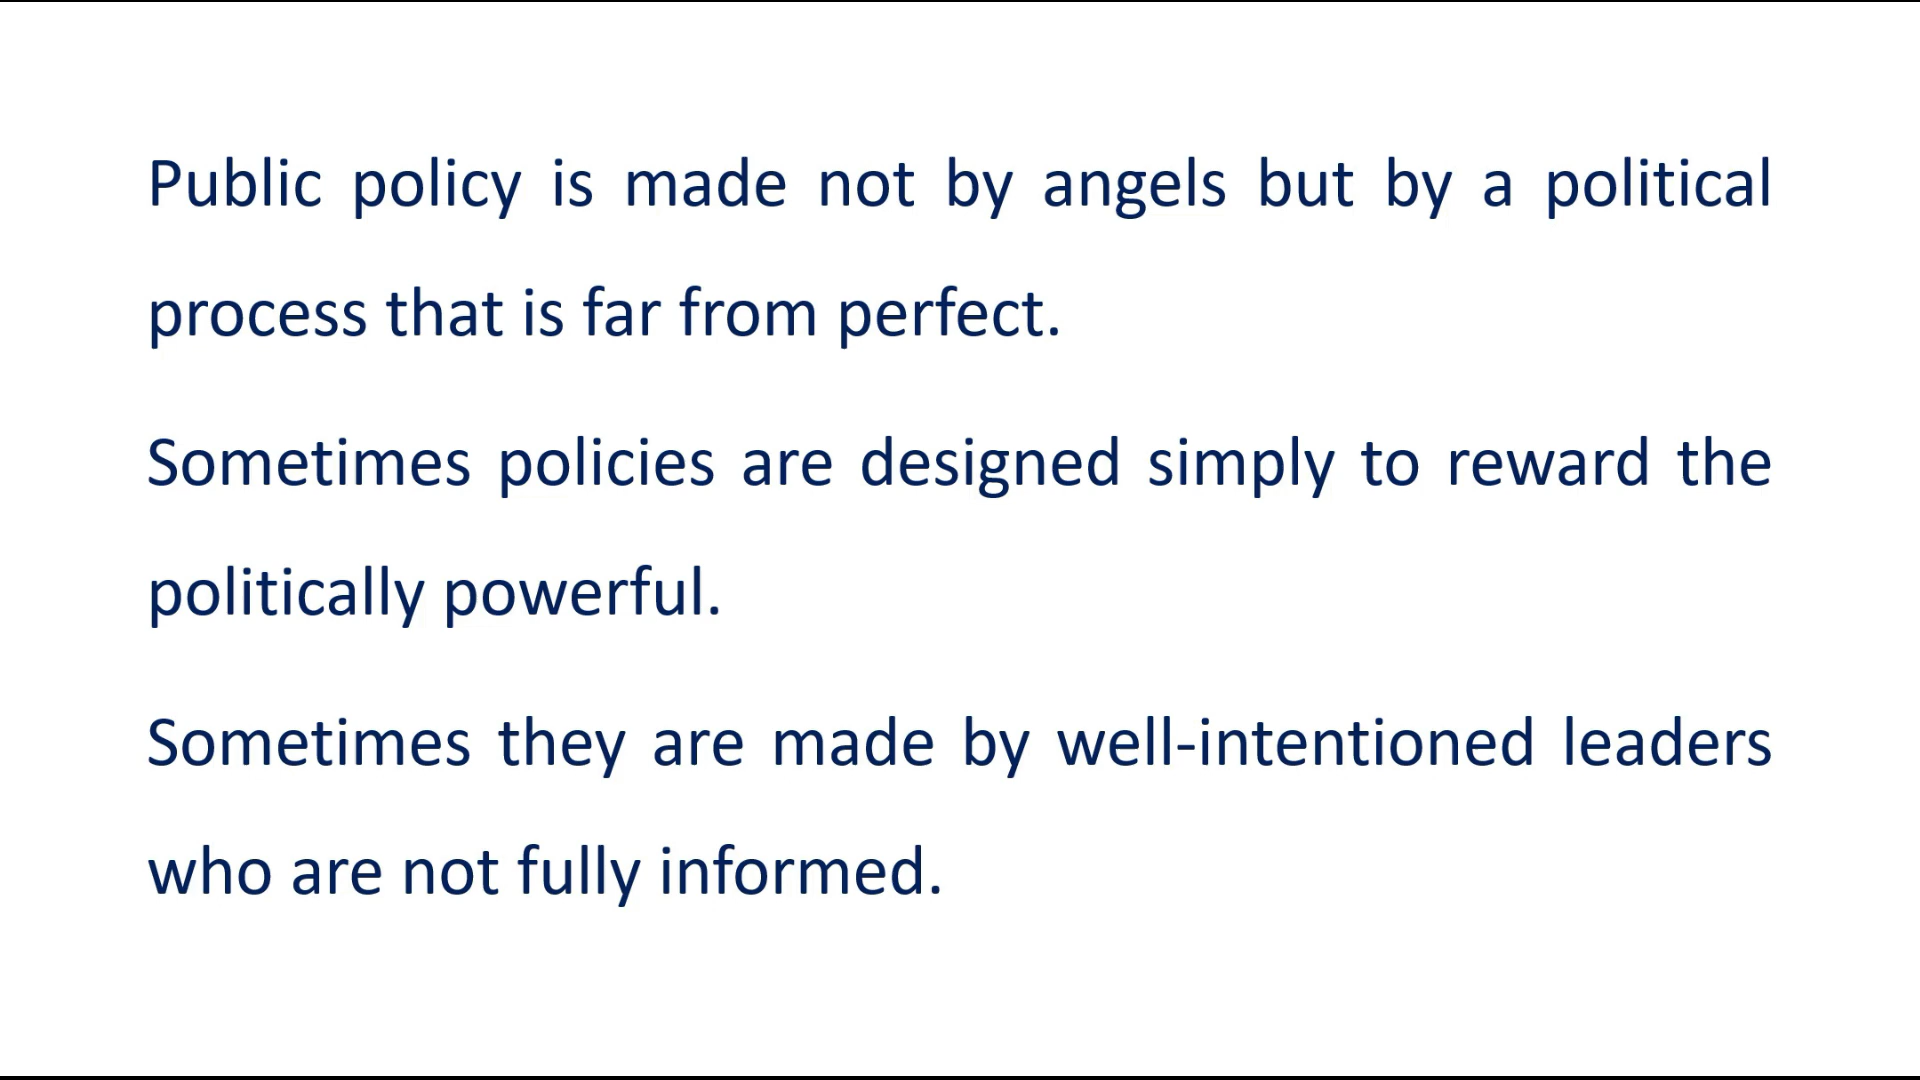 Public policy is made not by angels but by a political
process that is far from perfect.
Sometimes policies are designed simply to reward the
politically powerful.
Sometimes they are made by well-intentioned leaders
who are not fully informed.